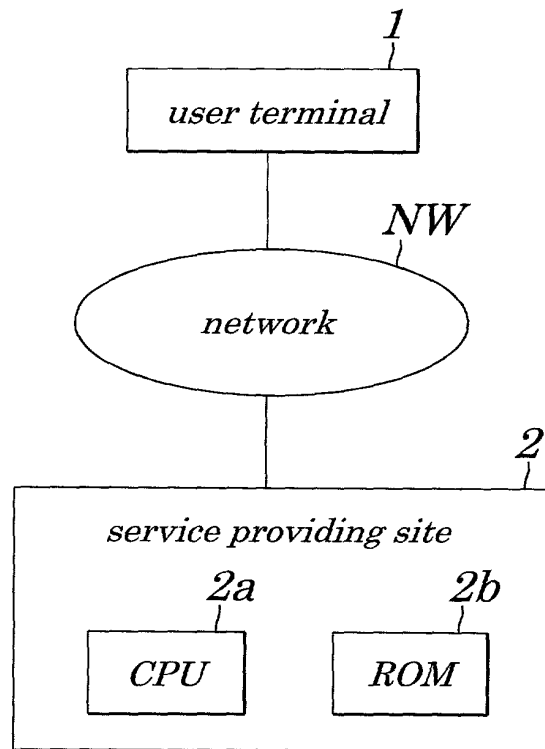 1
user terminal
NW
network
2
service providing site
2a
2b
CPU
ROM